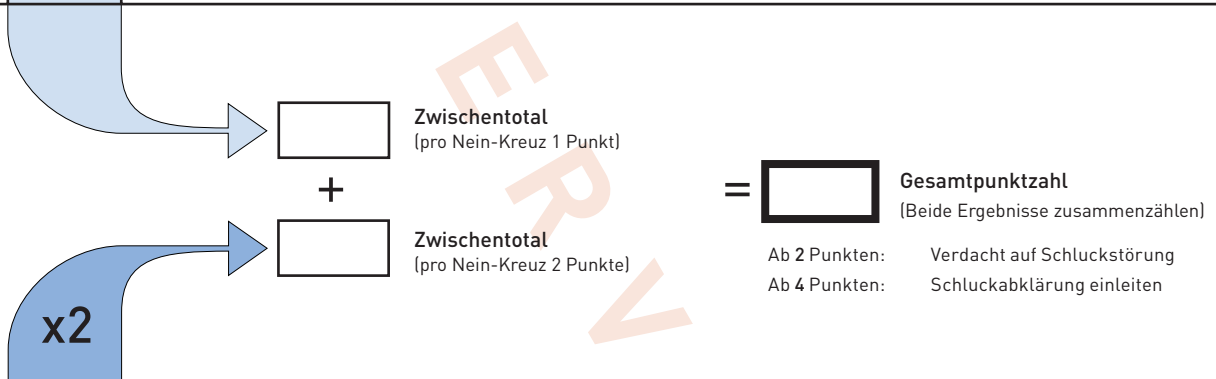 Zwischentotal
(pro Nein-Kreuz 1 Punkt)
+
Zwischentotal
(pro Nein-Kreuz 2 Punkte)
=
Gesamtpunktzahl
(Beide Ergebnisse zusammenzählen)
Ab 2 Punkten: Verdacht auf Schluckstörung
Ab 4 Punkten: Schluckabklärung einleiten
x2
E R V